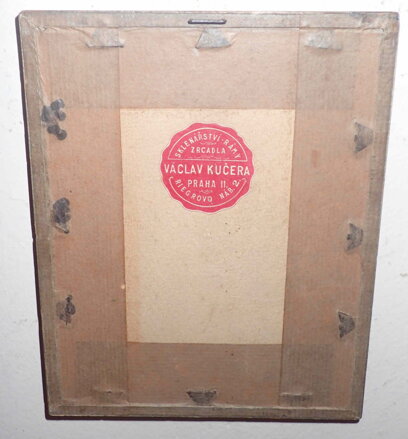 SKLENÁŘSTVÍ-RÁMY
ZRCADLA
VÁCLAV KUČERA
PRAHA II.
RIEGROVO NÁB. 2.